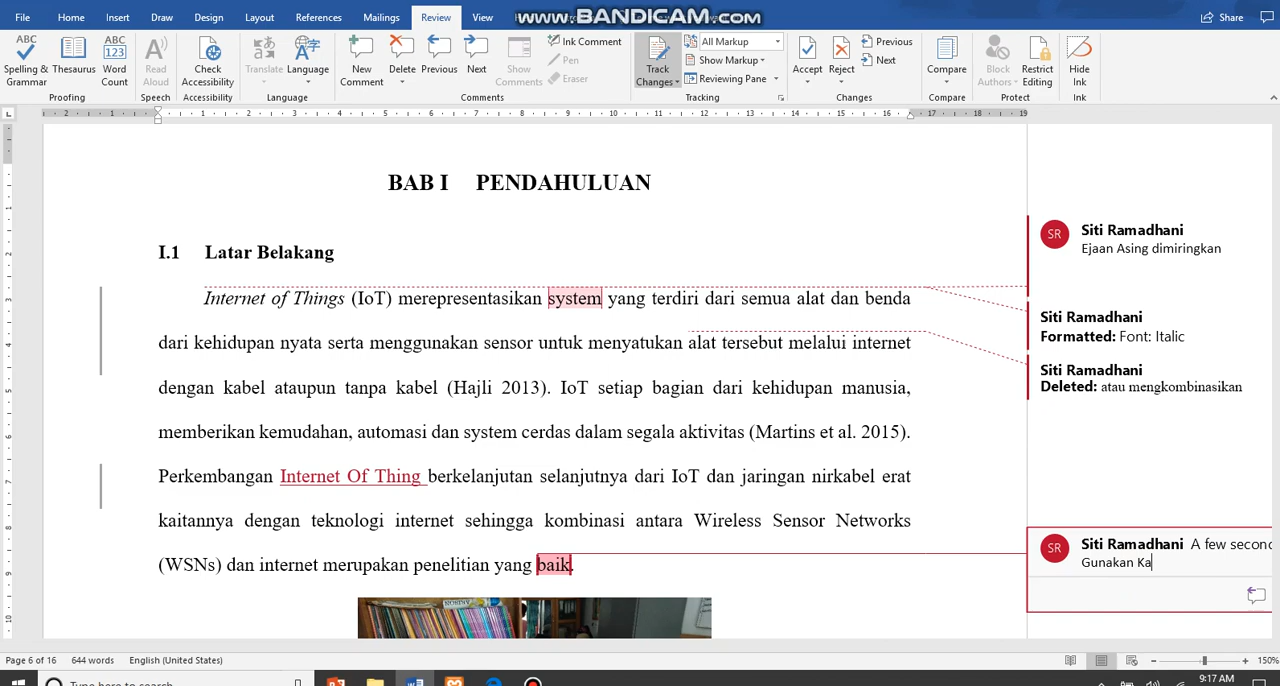 File Home Insert Draw Design Layout References Mailings Review View
www.BANDICAM.com
Share
Spelling & Grammar
Thesaurus
Word Count
Read Aloud
Check Accessibility
Translate
Language
New Comment
Delete
Previous
Next
Show Comments
Ink Comment
Pen
Eraser
Track Changes
All Markup
Show Markup
Reviewing Pane
Accept
Reject
Previous
Next
Compare
Block Authors
Restrict Editing
Hide Ink
Proofing Speech Accessibility Language Comments Tracking Changes Compare Protect Ink
BAB I PENDAHULUAN
I.1 Latar Belakang
Internet of Things (IoT) merepresentasikan system yang terdiri dari semua alat dan benda
dari kehidupan nyata serta menggunakan sensor untuk menyatukan alat tersebut melalui internet
dengan kabel ataupun tanpa kabel (Hajli 2013). IoT setiap bagian dari kehidupan manusia,
memberikan kemudahan, automasi dan system cerdas dalam segala aktivitas (Martins et al. 2015).
Perkembangan Internet Of Thing berkelanjutan selanjutnya dari IoT dan jaringan nirkabel erat
kaitannya dengan teknologi internet sehingga kombinasi antara Wireless Sensor Networks
(WSNs) dan internet merupakan penelitian yang baik.
SR
Siti Ramadhani
Ejaan Asing dimiringkan
Siti Ramadhani
Formatted: Font: Italic
Siti Ramadhani
Deleted: atau mengkombinasikan
SR
Siti Ramadhani A few second
Gunakan Ka
Page 6 of 16 644 words English (United States)
150%
Type here to search
9:17 AM